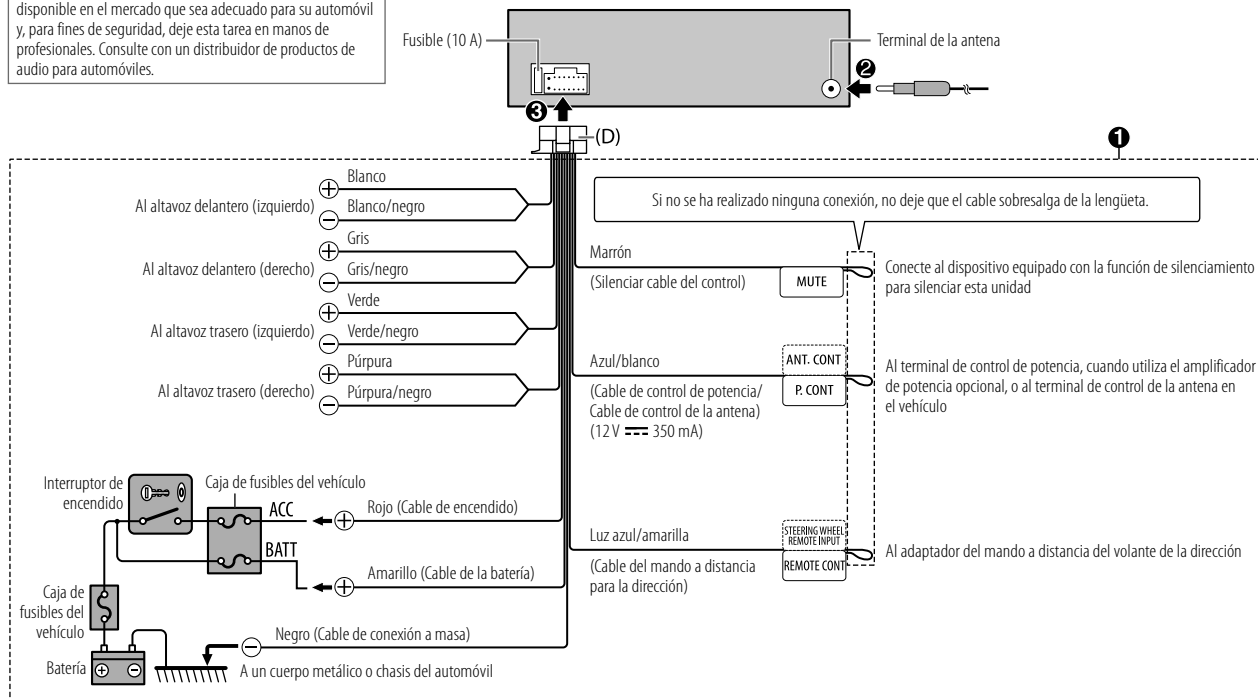 disponible en el mercado que sea adecuado para su automóvil
y, para fines de seguridad, deje esta tarea en manos de
profesionales. Consulte con un distribuidor de productos de
audio para automóviles.
Fusible (10 A)
Terminal de la antena
2
3
(D)
1
Blanco
Al altavoz delantero (izquierdo)
Blanco/negro
Gris
Al altavoz delantero (derecho)
Gris/negro
Verde
Al altavoz trasero (izquierdo)
Verde/negro
Púrpura
Al altavoz trasero (derecho)
Púrpura/negro
Si no se ha realizado ninguna conexión, no deje que el cable sobresalga de la lengüeta.
Marrón
(Silenciar cable del control)
MUTE
Conecte al dispositivo equipado con la función de silenciamiento
para silenciar esta unidad
Azul/blanco
(Cable de control de potencia/
Cable de control de la antena)
(12 V ⎓ 350 mA)
ANT. CONT
P. CONT
Al terminal de control de potencia, cuando utiliza el amplificador
de potencia opcional, o al terminal de control de la antena en
el vehículo
Luz azul/amarilla
(Cable del mando a distancia
para la dirección)
STEERING WHEEL
REMOTE INPUT
REMOTE CONT
Al adaptador del mando a distancia del volante de la dirección
Interruptor de
encendido
Caja de fusibles del vehículo
ACC
Rojo (Cable de encendido)
BATT
Amarillo (Cable de la batería)
Caja de
fusibles del
vehículo
Negro (Cable de conexión a masa)
Batería
A un cuerpo metálico o chasis del automóvil